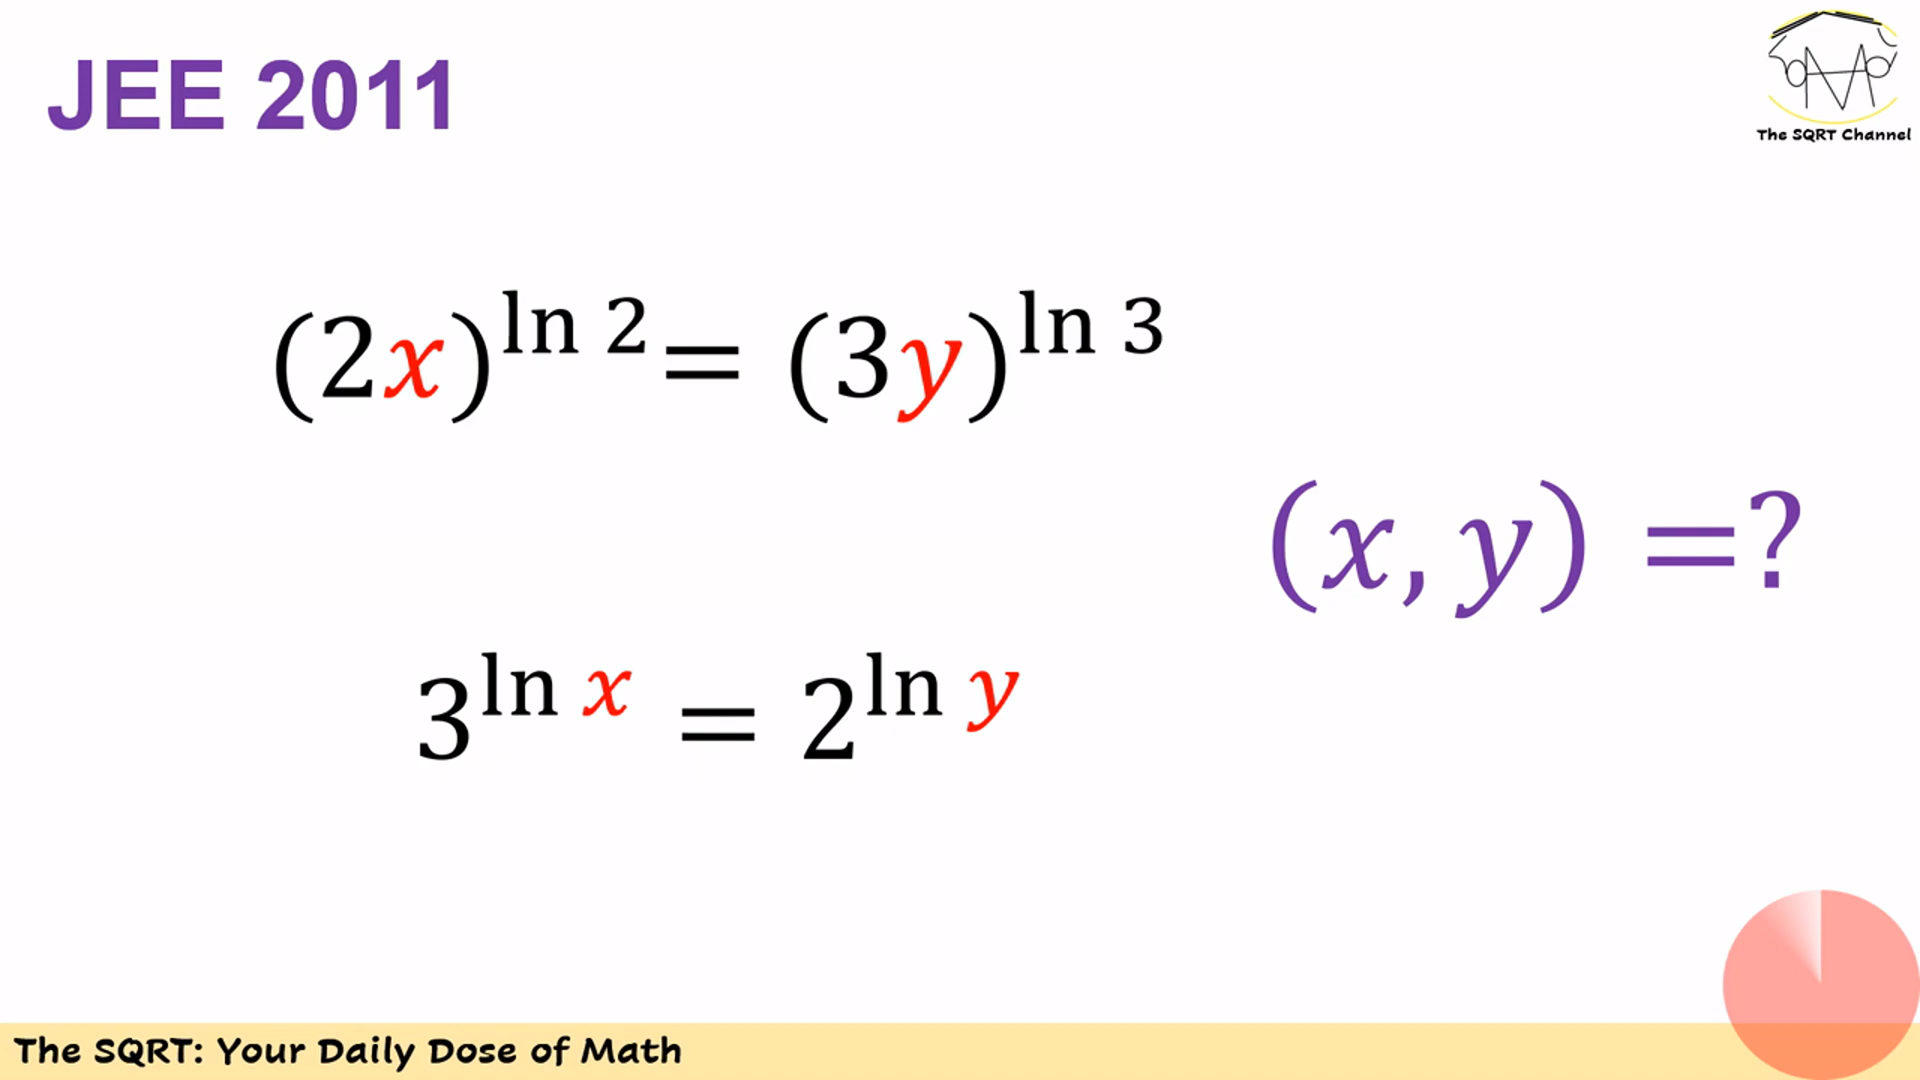 JEE 2011
The SQRT Channel
(2x)^{ln 2} = (3y)^{ln 3}
(x, y) =?
3^{ln x} = 2^{ln y}
The SQRT: Your Daily Dose of Math